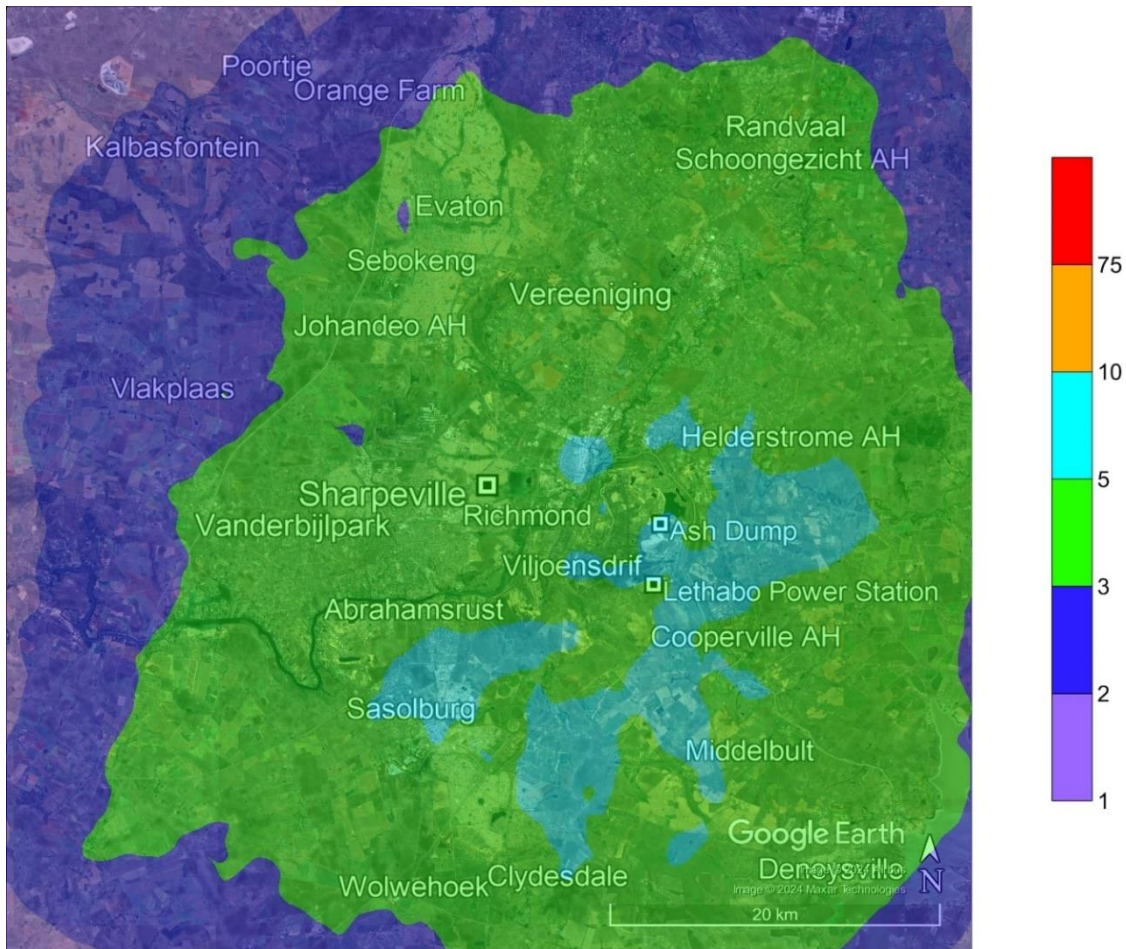 Poortje
Orange Farm
Kalbasfontein
Randvaal
Schoongezicht AH
Evaton
Sebokeng
Vereeniging
Johandeo AH
Vlakplaas
Helderstrome AH
Sharpeville
Richmond
Vanderbijlpark
Ash Dump
Viljoensdrif
Lethabo Power Station
Abrahamsrust
Cooperville AH
Sasolburg
Middelbult
Google Earth
Deneysville
Image © 2024 Maxar Technologies
N
Clydesdale
Wolwehoek
20 km
75
10
5
3
2
1